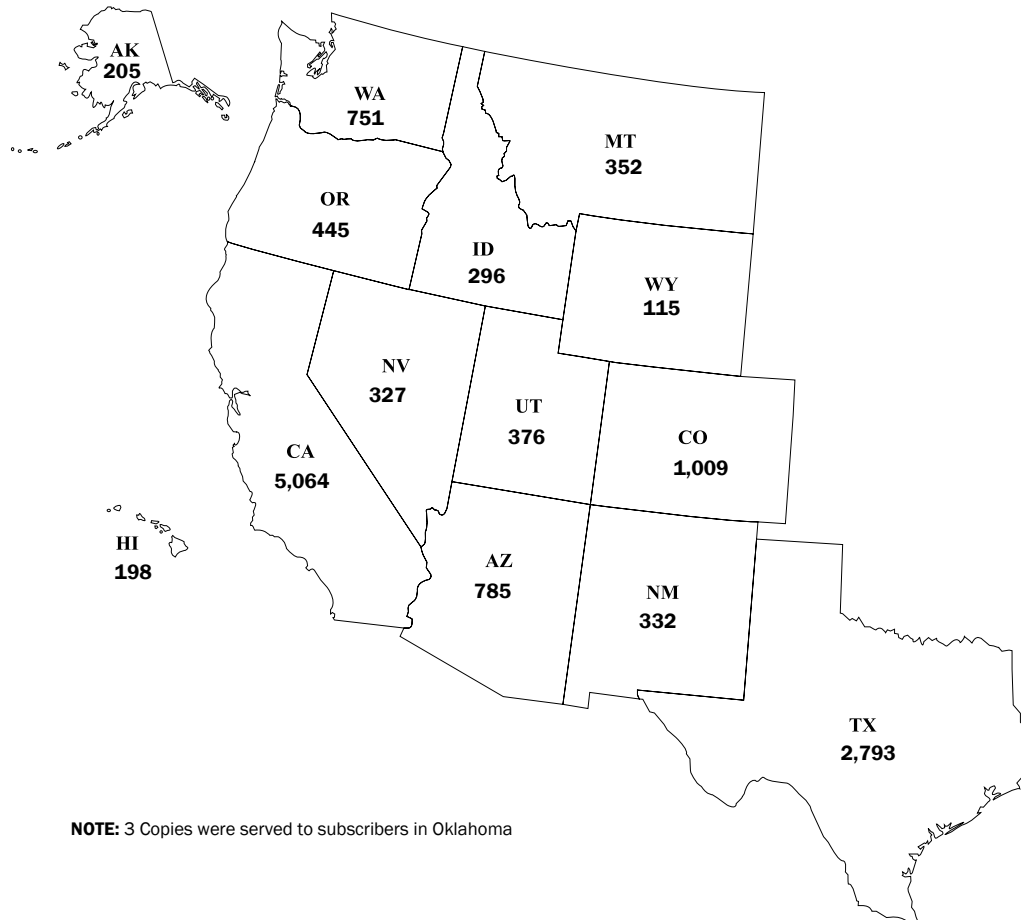 AK
205
WA
751
MT
352
OR
445
ID
296
WY
115
NV
327
UT
376
CO
1,009
CA
5,064
HI
198
AZ
785
NM
332
TX
2,793
NOTE: 3 Copies were served to subscribers in Oklahoma